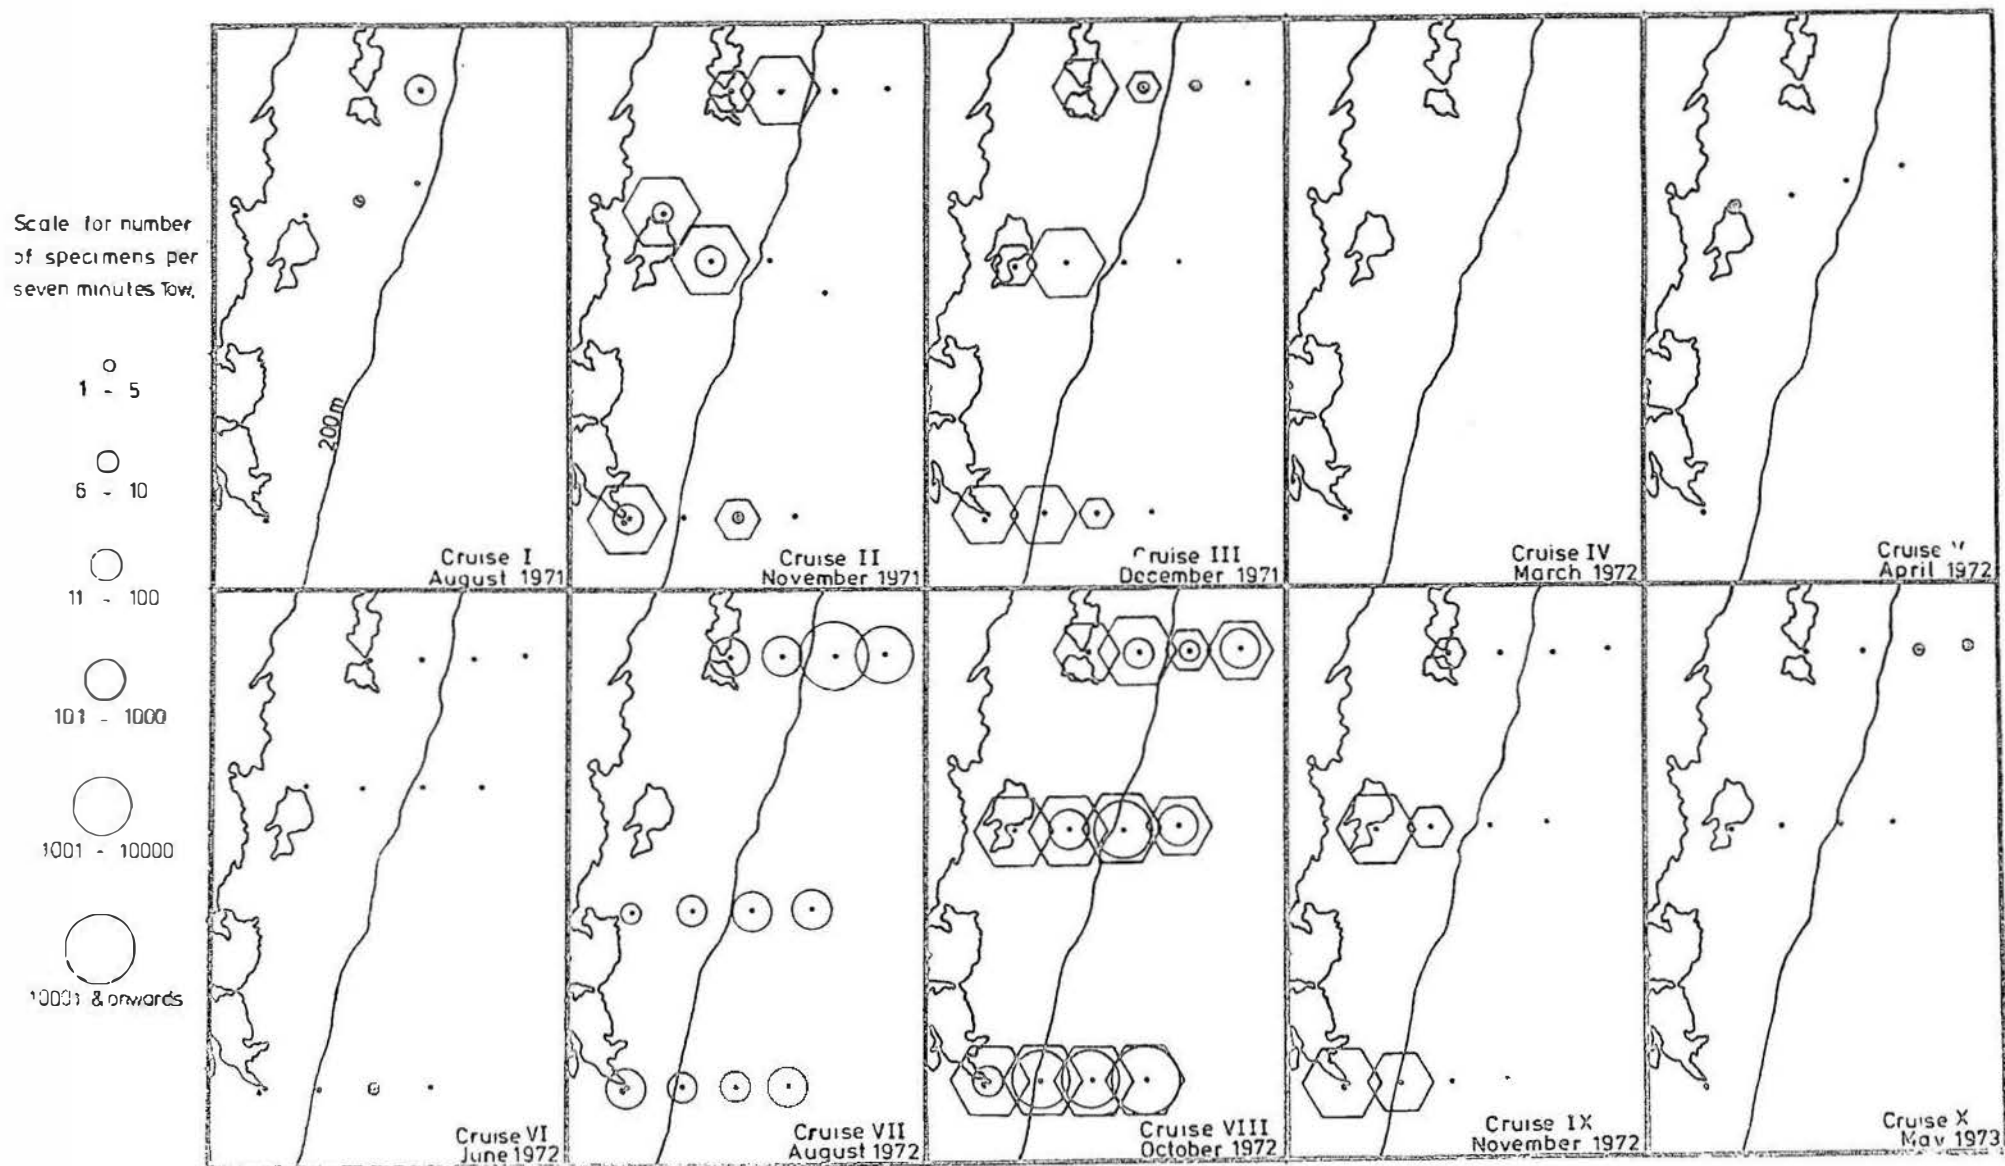 Scale for number
of specimens per
seven minutes Tow.
1 - 5
6 - 10
11 - 100
101 - 1000
1001 - 10000
10001 & onwards
200m
Cruise I
August 1971
Cruise II
November 1971
Cruise III
December 1971
Cruise IV
March 1972
Cruise V
April 1972
Cruise VI
June 1972
Cruise VII
August 1972
Cruise VIII
October 1972
Cruise IX
November 1972
Cruise X
May 1973